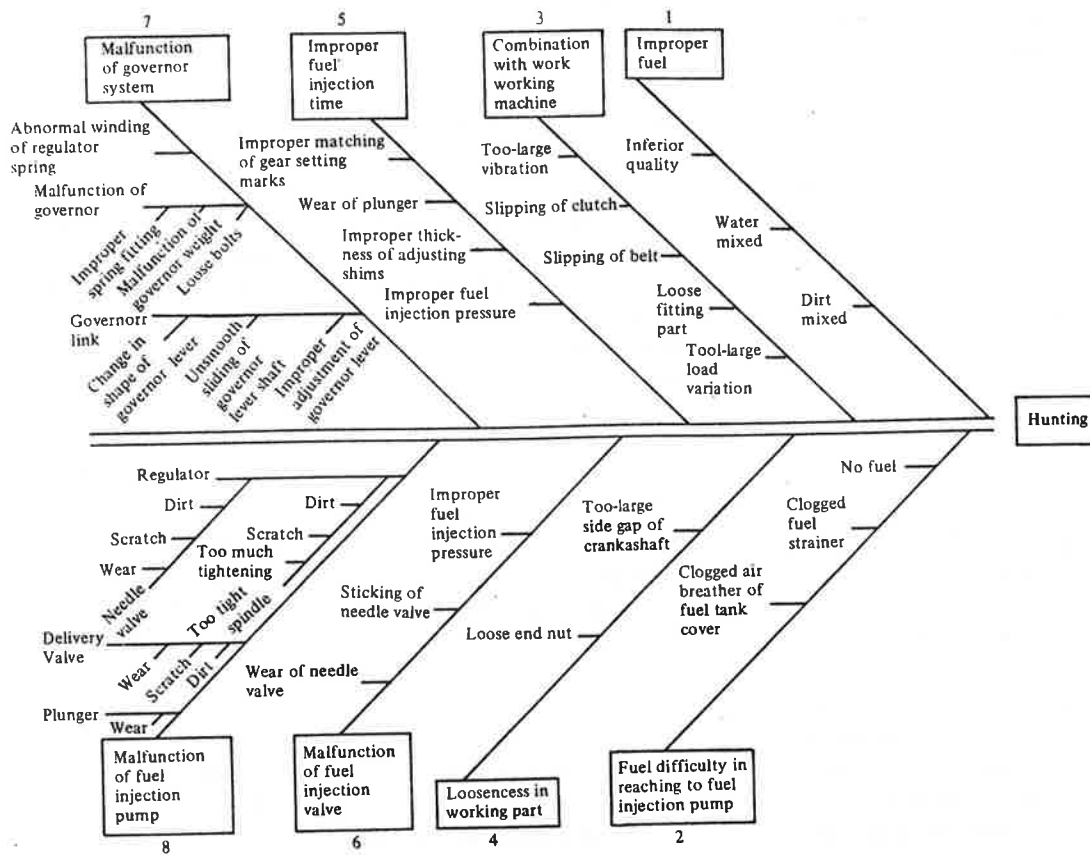 7
Malfunction
of governor
system
Abnormal winding
of regulator
spring
Malfunction of
governor
Improper
spring fitting
Malfunction of
governor weight
Loose bolts
Governorr
link
Change in
shape of
governor lever
Unsmooth
sliding of
governor
lever shaft
Improper
adjustment of
governor lever
5
Improper
fuel
injection
time
Improper matching
of gear setting
marks
Wear of plunger
Improper thick-
ness of adjusting
shims
Improper fuel
injection pressure
3
Combination
with work
working
machine
Too-large
vibration
Slipping of clutch
Slipping of belt
Loose
fitting
part
Tool-large
load
variation
1
Improper
fuel
Inferior
quality
Water
mixed
Dirt
mixed
Hunting
Regulator
Dirt
Scratch
Wear
Needle
valve
Dirt
Scratch
Too much
tightening
Too tight
spindle
Delivery
Valve
Wear
Scratch
Dirt
Plunger
Wear
Malfunction
of fuel
injection
pump
8
Improper
fuel
injection
pressure
Sticking of
needle valve
Wear of needle
valve
Malfunction
of fuel
injection
valve
6
Too-large
side gap of
crankashaft
Loose end nut
Loosencess in
working part
4
No fuel
Clogged
fuel
strainer
Clogged air
breather of
fuel tank
cover
Fuel difficulty in
reaching to fuel
injection pump
2